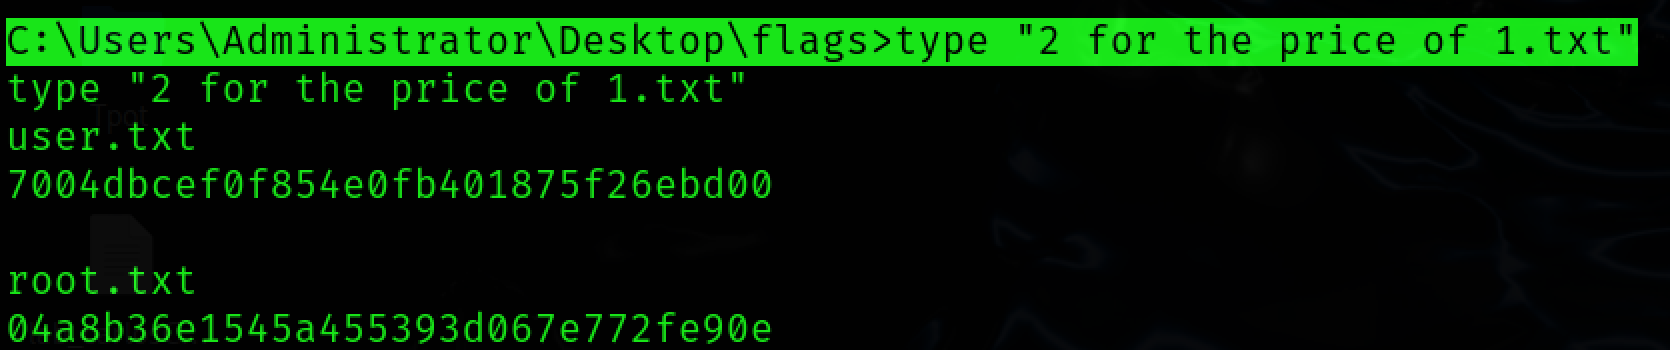 C:\Users\Administrator\Desktop\flags>type "2 for the price of 1.txt"
type "2 for the price of 1.txt"
Tpot
user.txt
7004dbcef0f854e0fb401875f26ebd00
root.txt
04a8b36e1545a455393d067e772fe90e